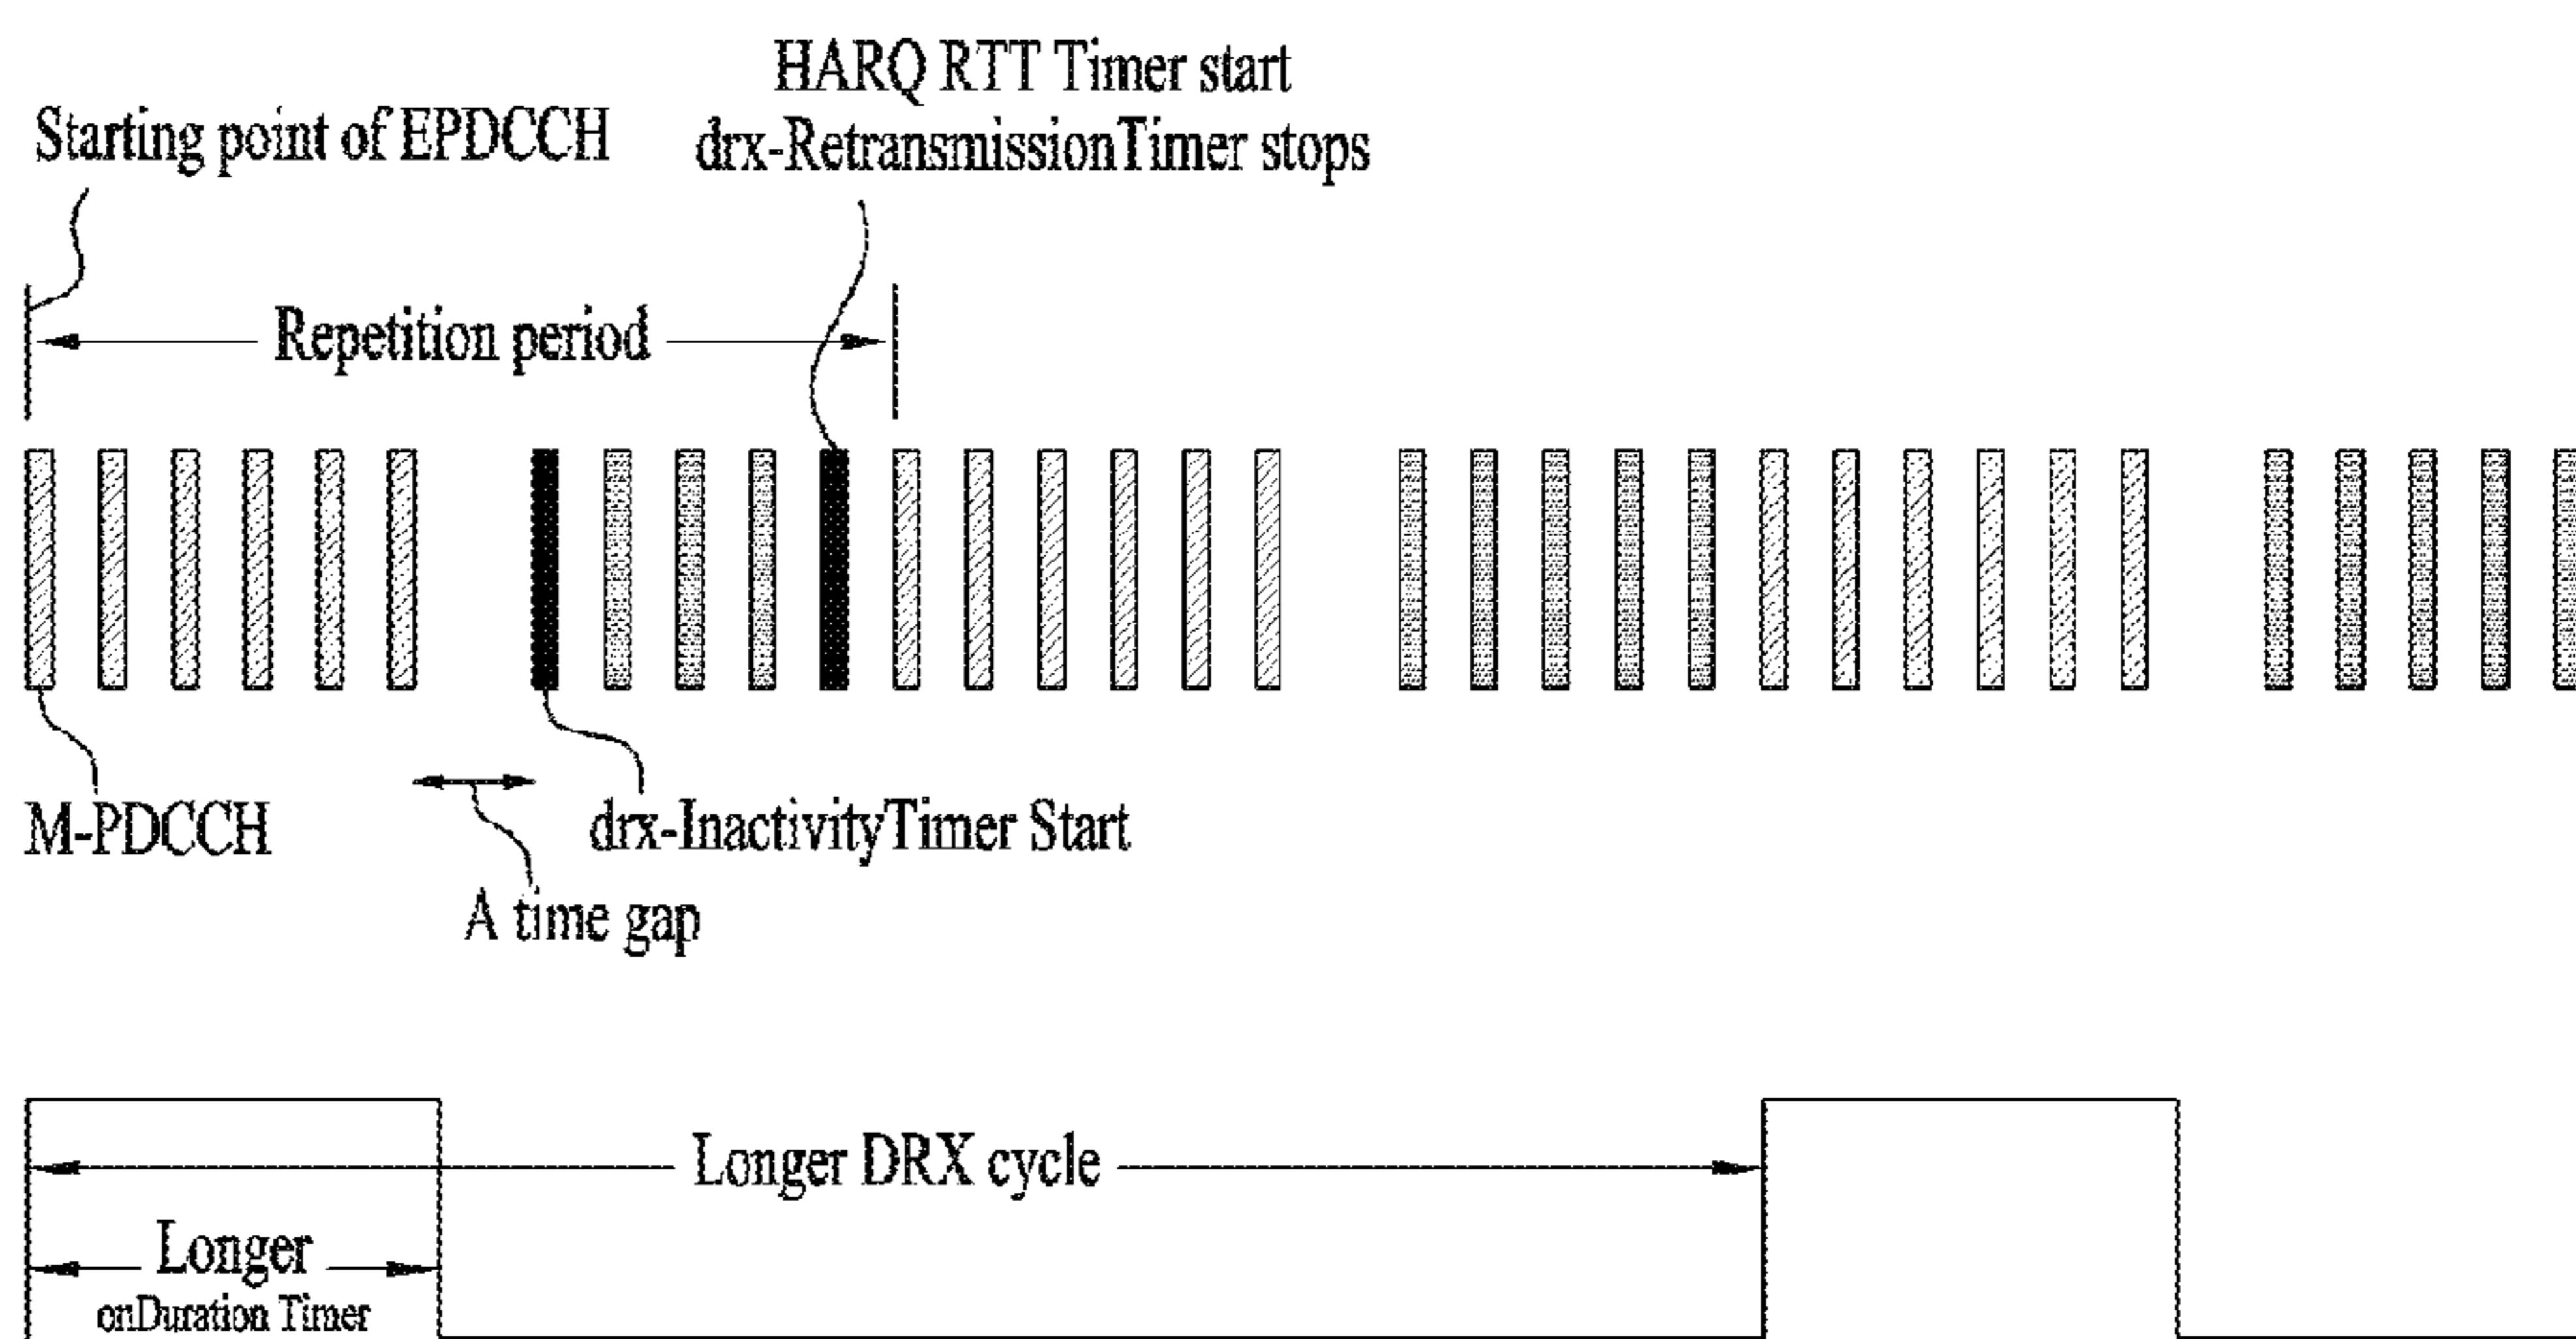 HARQ RTT Timer start
Starting point of EPDCCH
drx-RetransmissionTimer stops
Repetition period
M-PDCCH
drx-InactivityTimer Start
A time gap
Longer DRX cycle
Longer
onDuration Timer